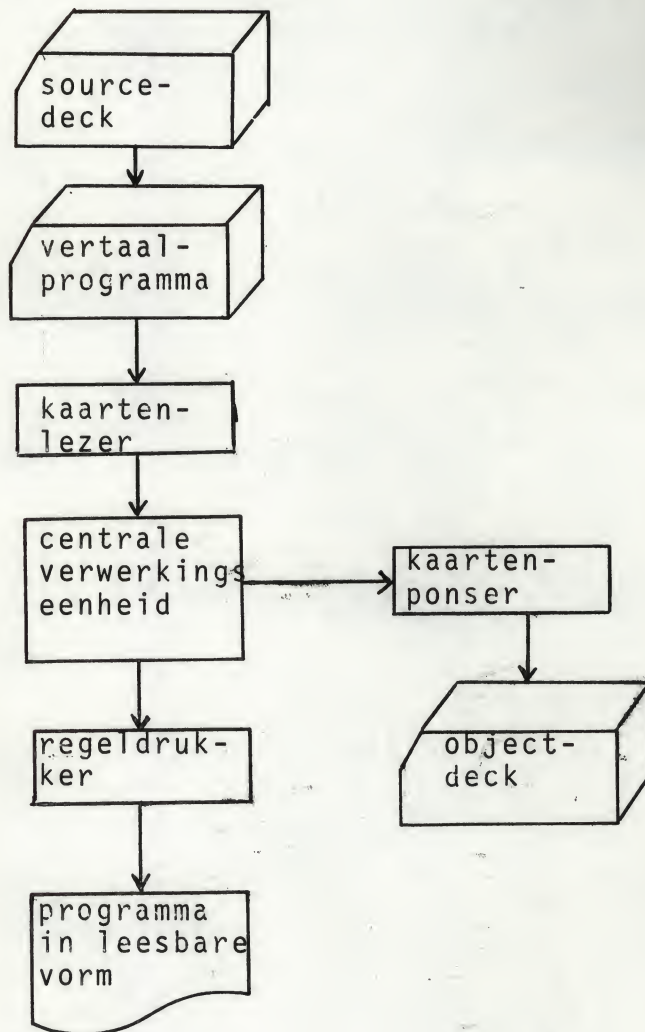 source-
deck
vertaal-
programma
kaarten-
lezer
centrale
verwerkings
eenheid
kaarten-
ponser
regeldruk-
ker
object-
deck
programma
in leesbare
vorm